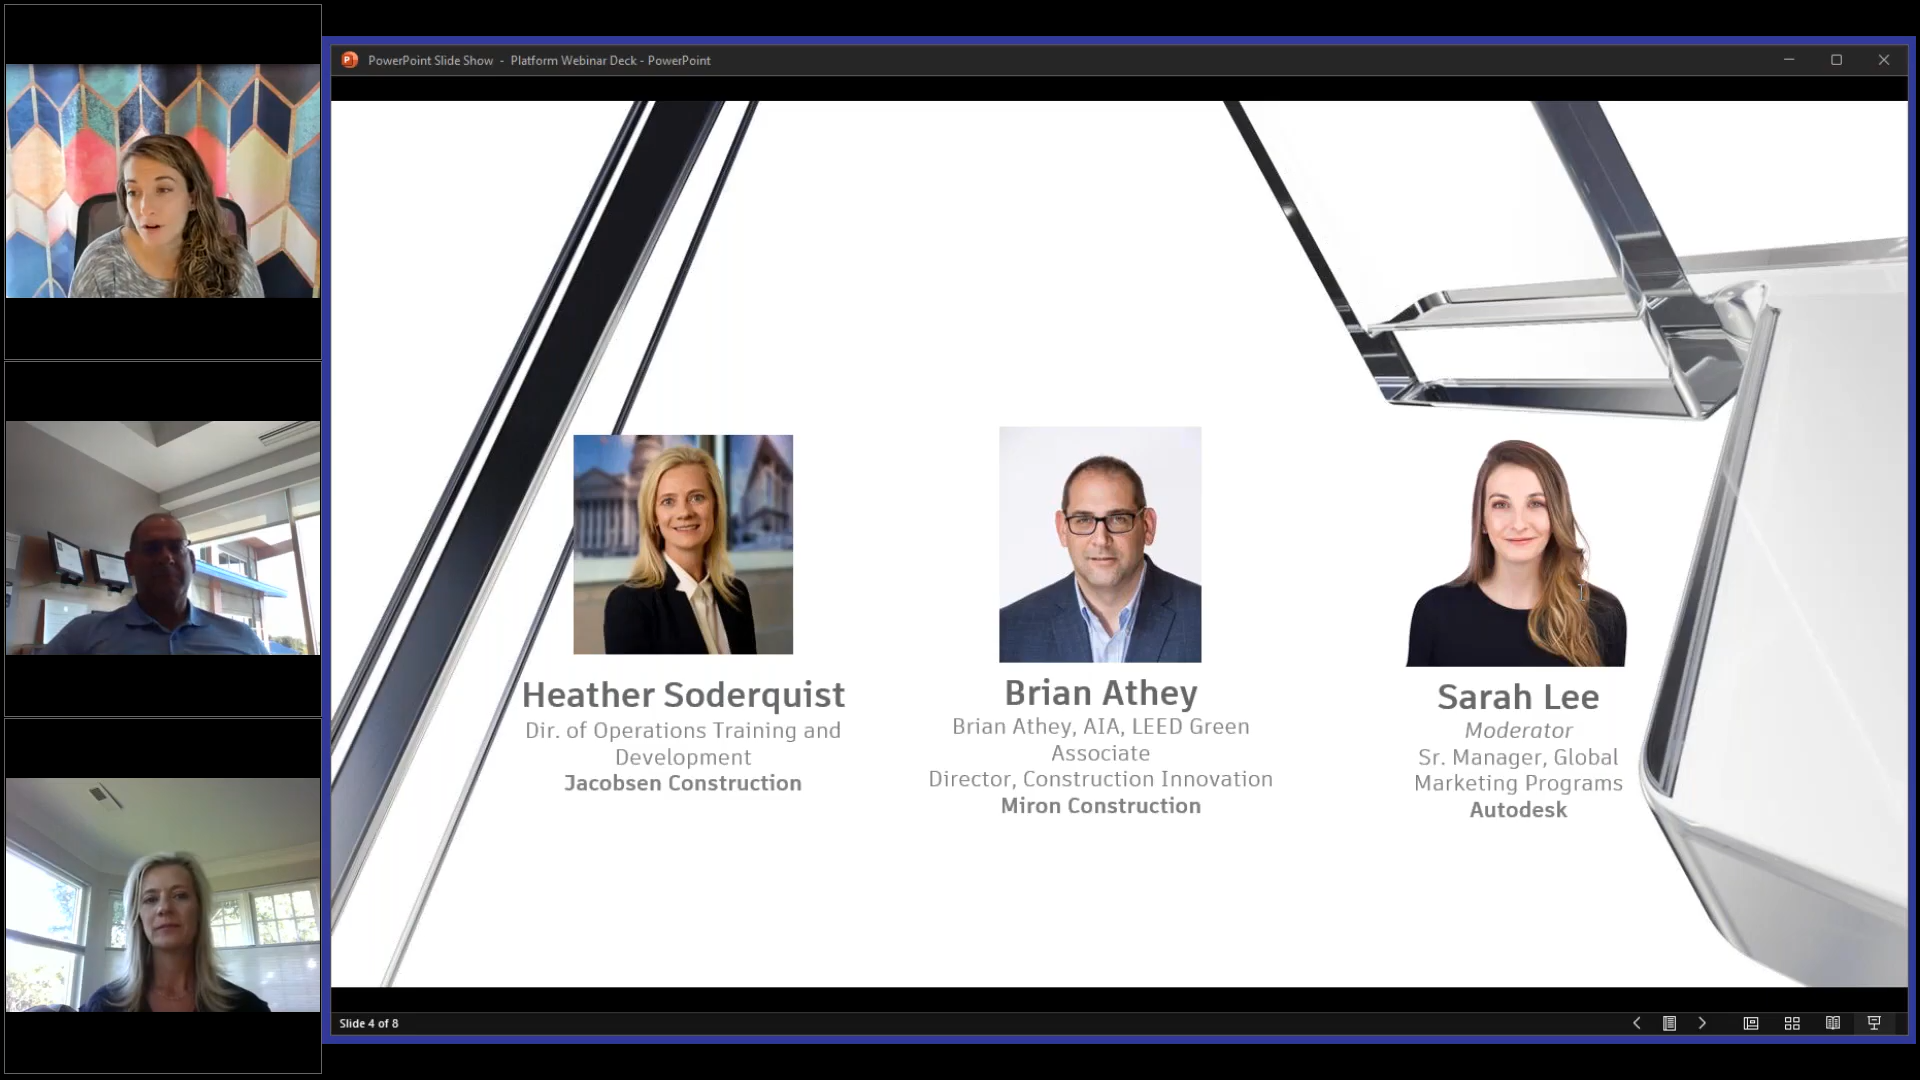 PowerPoint Slide Show - Platform Webinar Deck - PowerPoint
Heather Soderquist
Dir. of Operations Training and
Development
Jacobsen Construction
Brian Athey
Brian Athey, AIA, LEED Green
Associate
Director, Construction Innovation
Miron Construction
Sarah Lee
Moderator
Sr. Manager, Global
Marketing Programs
Autodesk
Slide 4 of 8